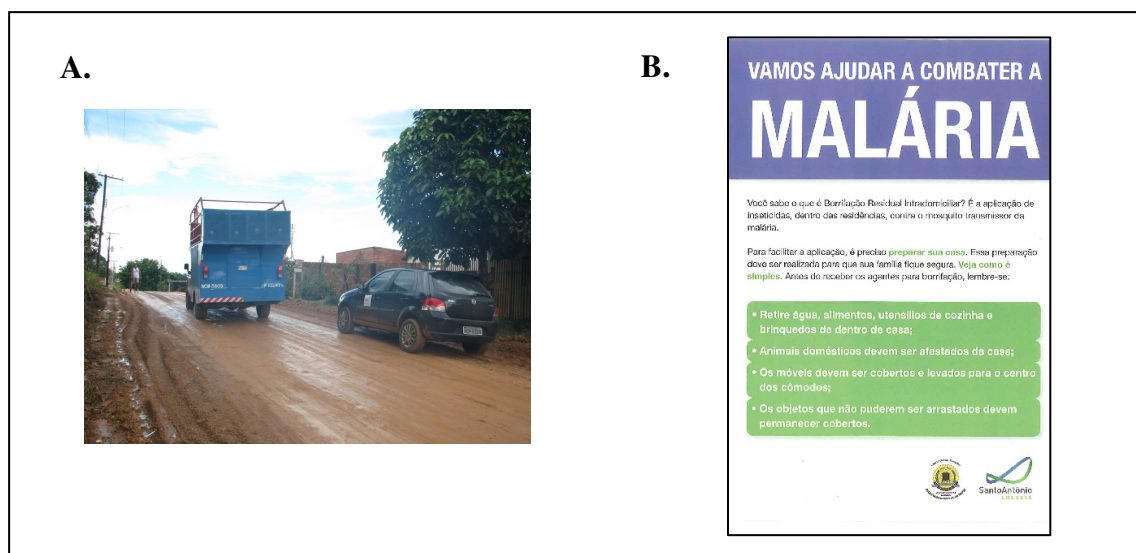 A.
B.
VAMOS AJUDAR A COMBATER A
MALÁRIA
Você sabe o que é Borrifação Residual Intradomiciliar? É a aplicação de
inseticidas, dentro das residências, contra o mosquito transmissor da
malária.
Para facilitar a aplicação, é preciso preparar sua casa. Essa preparação
deve ser realizada para que sua família fique segura. Veja como é
simples. Antes de receber os agentes para borrifação, lembre-se:
• Retire água, alimentos, utensílios de cozinha e
brinquedos de dentro de casa;
• Animais domésticos devem ser afastados da casa;
• Os móveis devem ser cobertos e levados para o centro
dos cômodos;
• Os objetos que não puderem ser arrastados devem
permanecer cobertos.
SantoAntônio